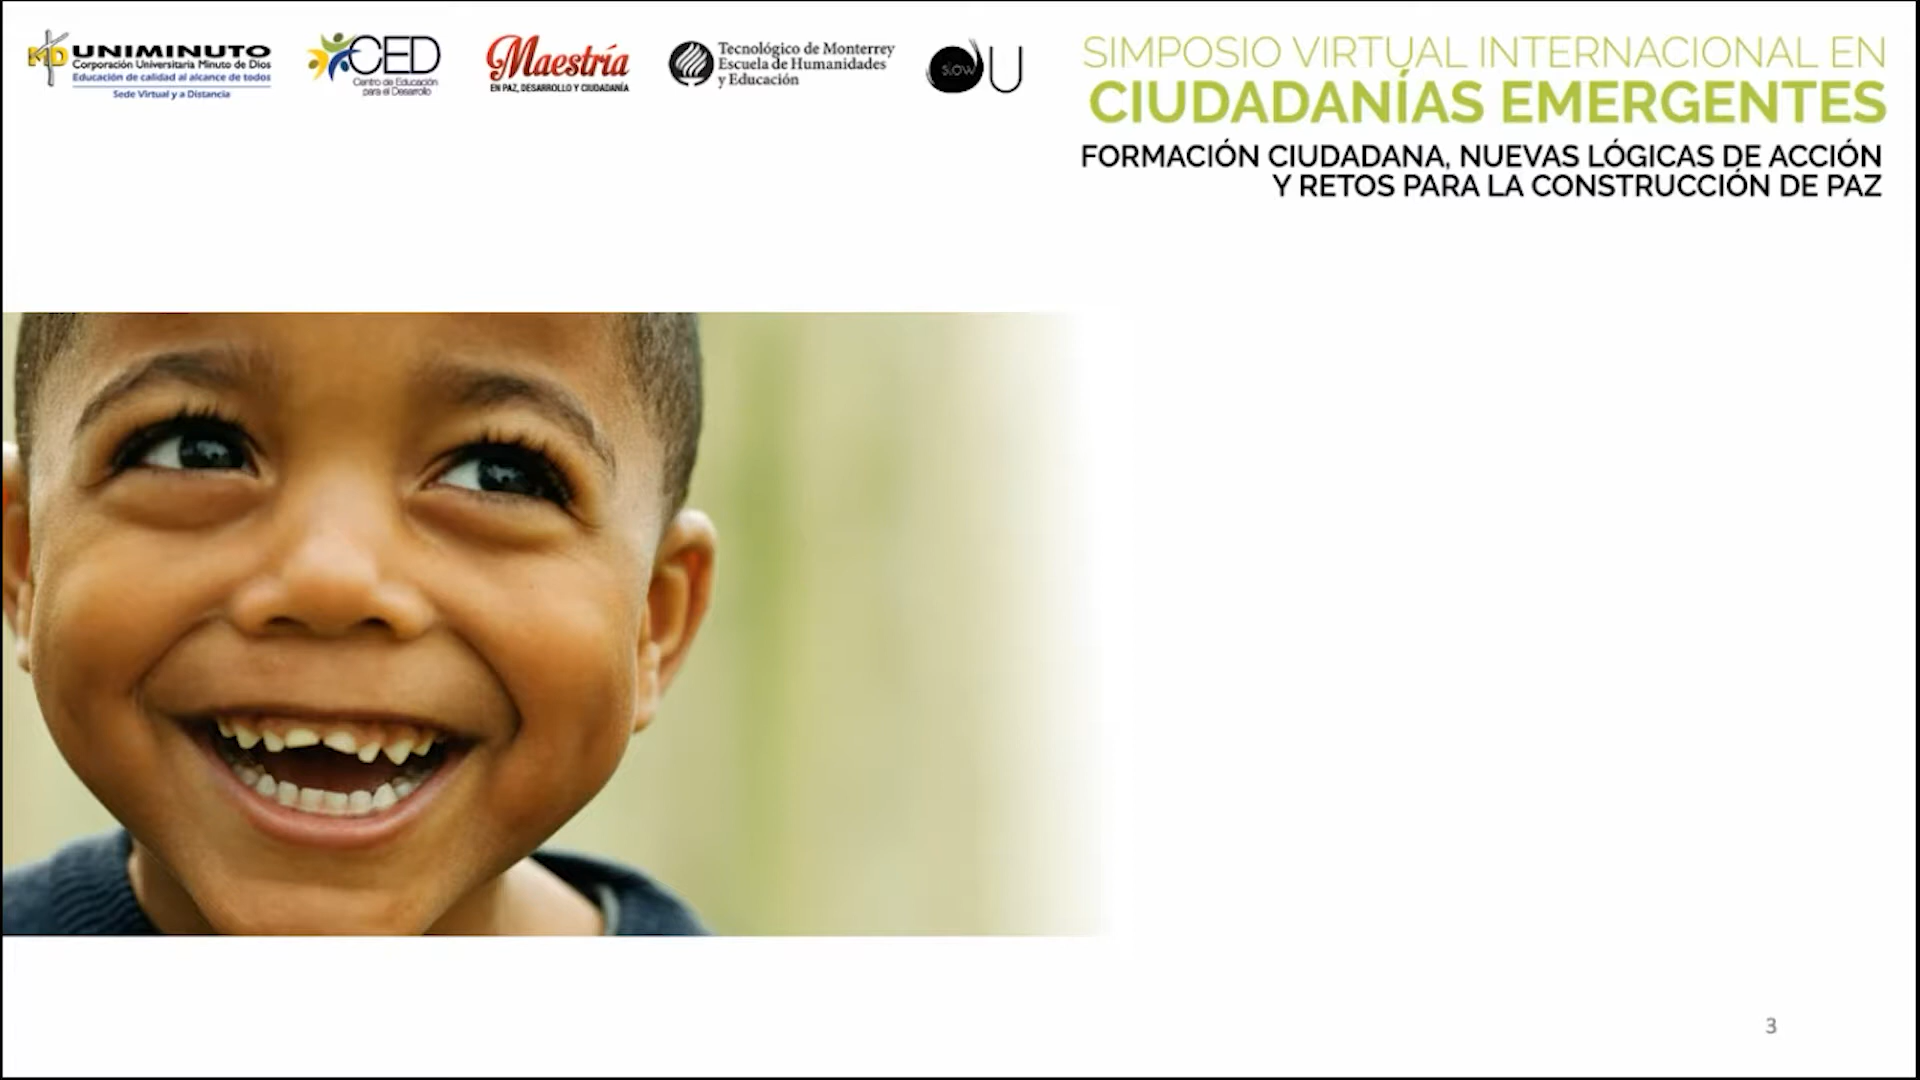 UNIMINUTO
Corporación Universitaria Minuto de Dios
Educación de calidad al alcance de todos
Sede Virtual y a Distancia
CED
Centro de Educación
para el Desarrollo
Maestría
EN PAZ, DESARROLLO Y CIUDADANÍA
Tecnológico de Monterrey
Escuela de Humanidades
y Educación
slow U
SIMPOSIO VIRTUAL INTERNACIONAL EN
CIUDADANÍAS EMERGENTES
FORMACIÓN CIUDADANA, NUEVAS LÓGICAS DE ACCIÓN
Y RETOS PARA LA CONSTRUCCIÓN DE PAZ
3